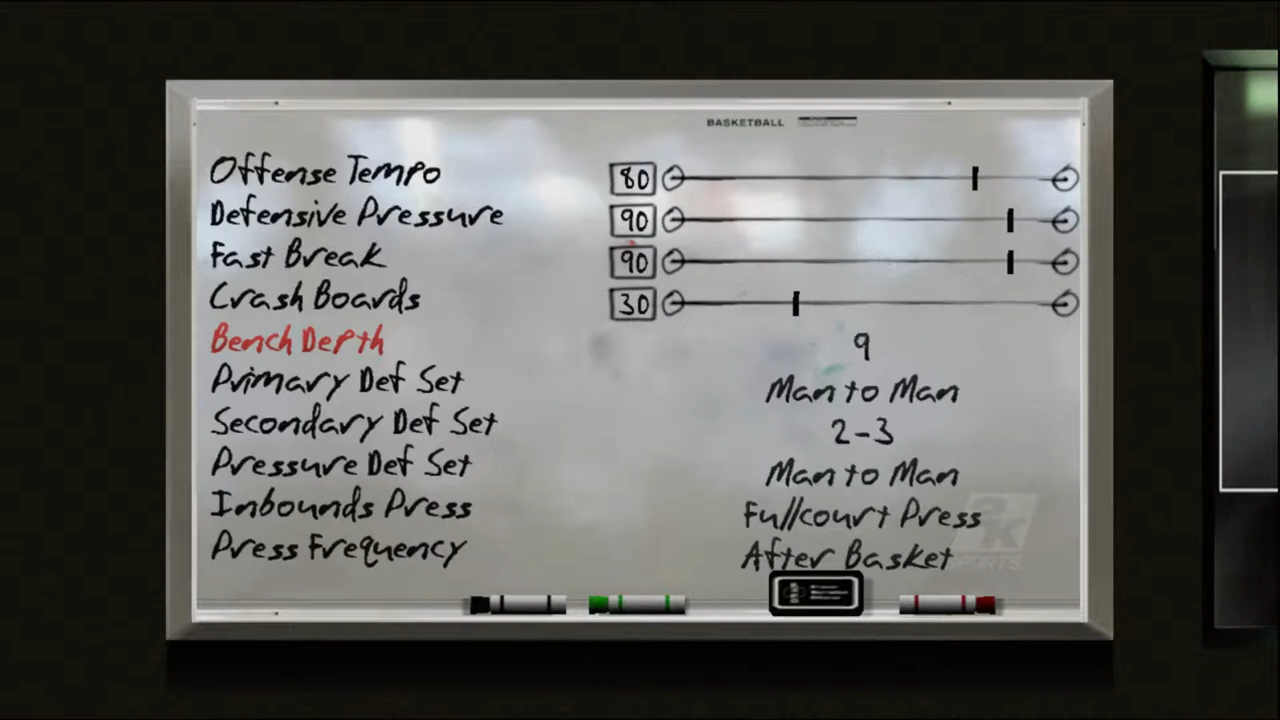 BASKETBALL
Offense Tempo 80
Defensive Pressure 90
Fast Break 90
Crash Boards 30
Bench Depth 9
Primary Def Set Man to Man
Secondary Def Set 2-3
Pressure Def Set Man to Man
Inbounds Press Fullcourt Press
Press Frequency After Basket
2K
SPORTS